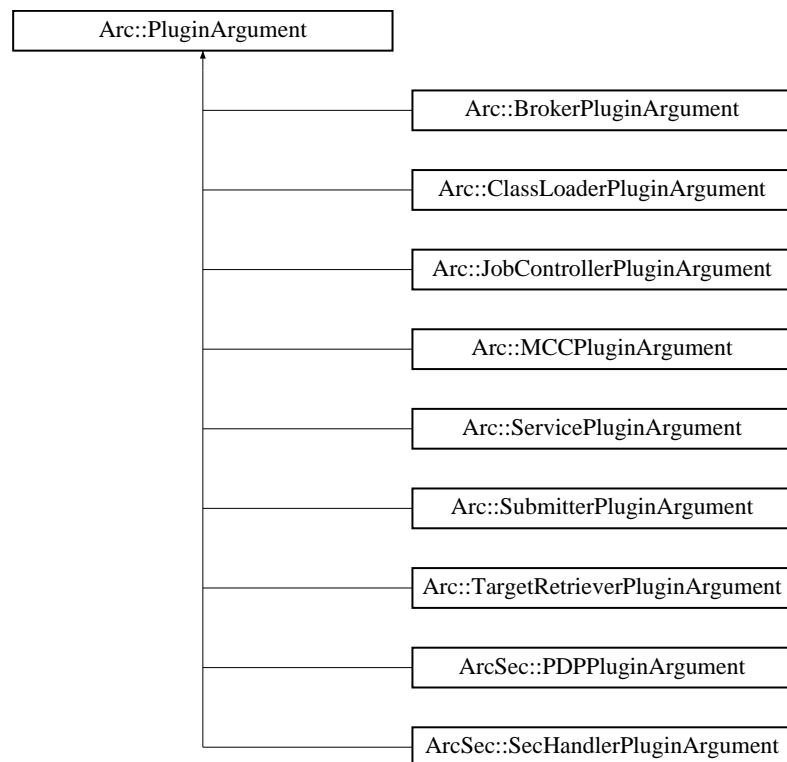 Arc::PluginArgument
Arc::BrokerPluginArgument
Arc::ClassLoaderPluginArgument
Arc::JobControllerPluginArgument
Arc::MCCPluginArgument
Arc::ServicePluginArgument
Arc::SubmitterPluginArgument
Arc::TargetRetrieverPluginArgument
ArcSec::PDPPluginArgument
ArcSec::SecHandlerPluginArgument